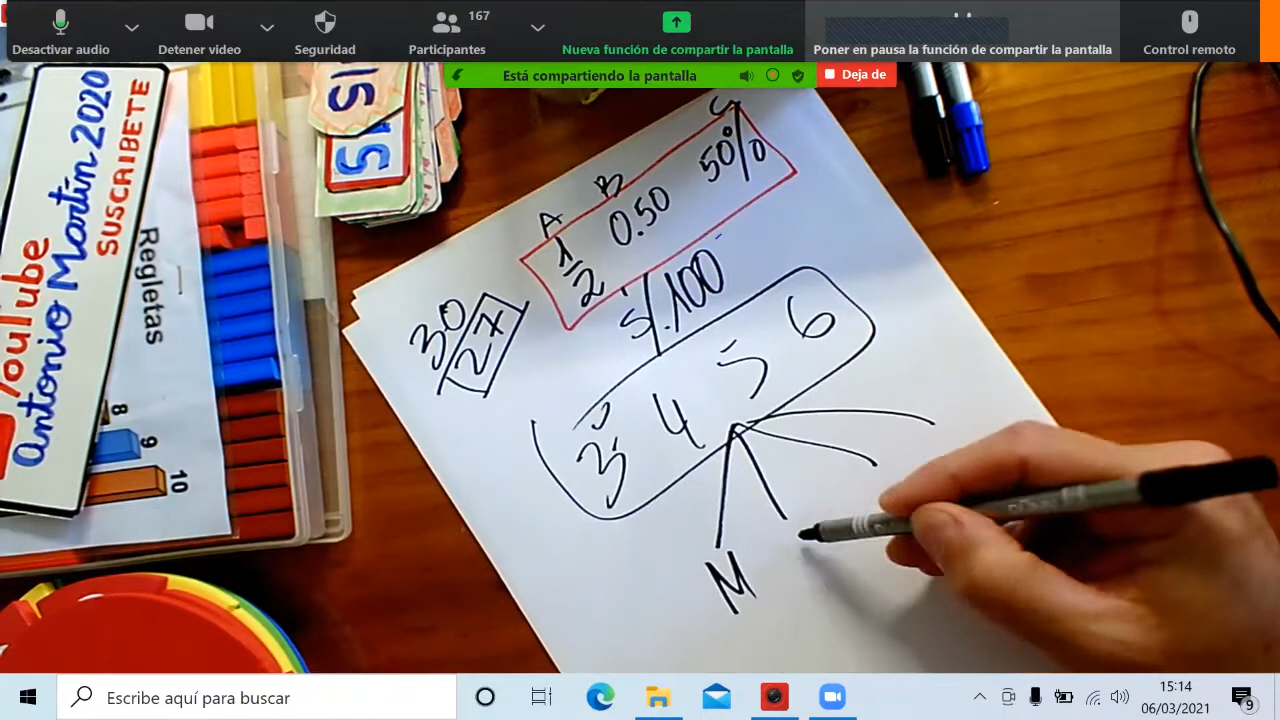 167
Desactivar audio
Detener video
Seguridad
Participantes
Nueva función de compartir la pantalla
Poner en pausa la función de compartir la pantalla
Control remoto
Está compartiendo la pantalla
Deja de
YouTube
Antonio Martín 2020
SUSCRIBETE
Regletas
8
9
10
A B C
1/2 0.50 50%
S/.100
30
27
3 4 5 6
M
Escribe aquí para buscar
15:14
06/03/2021
9